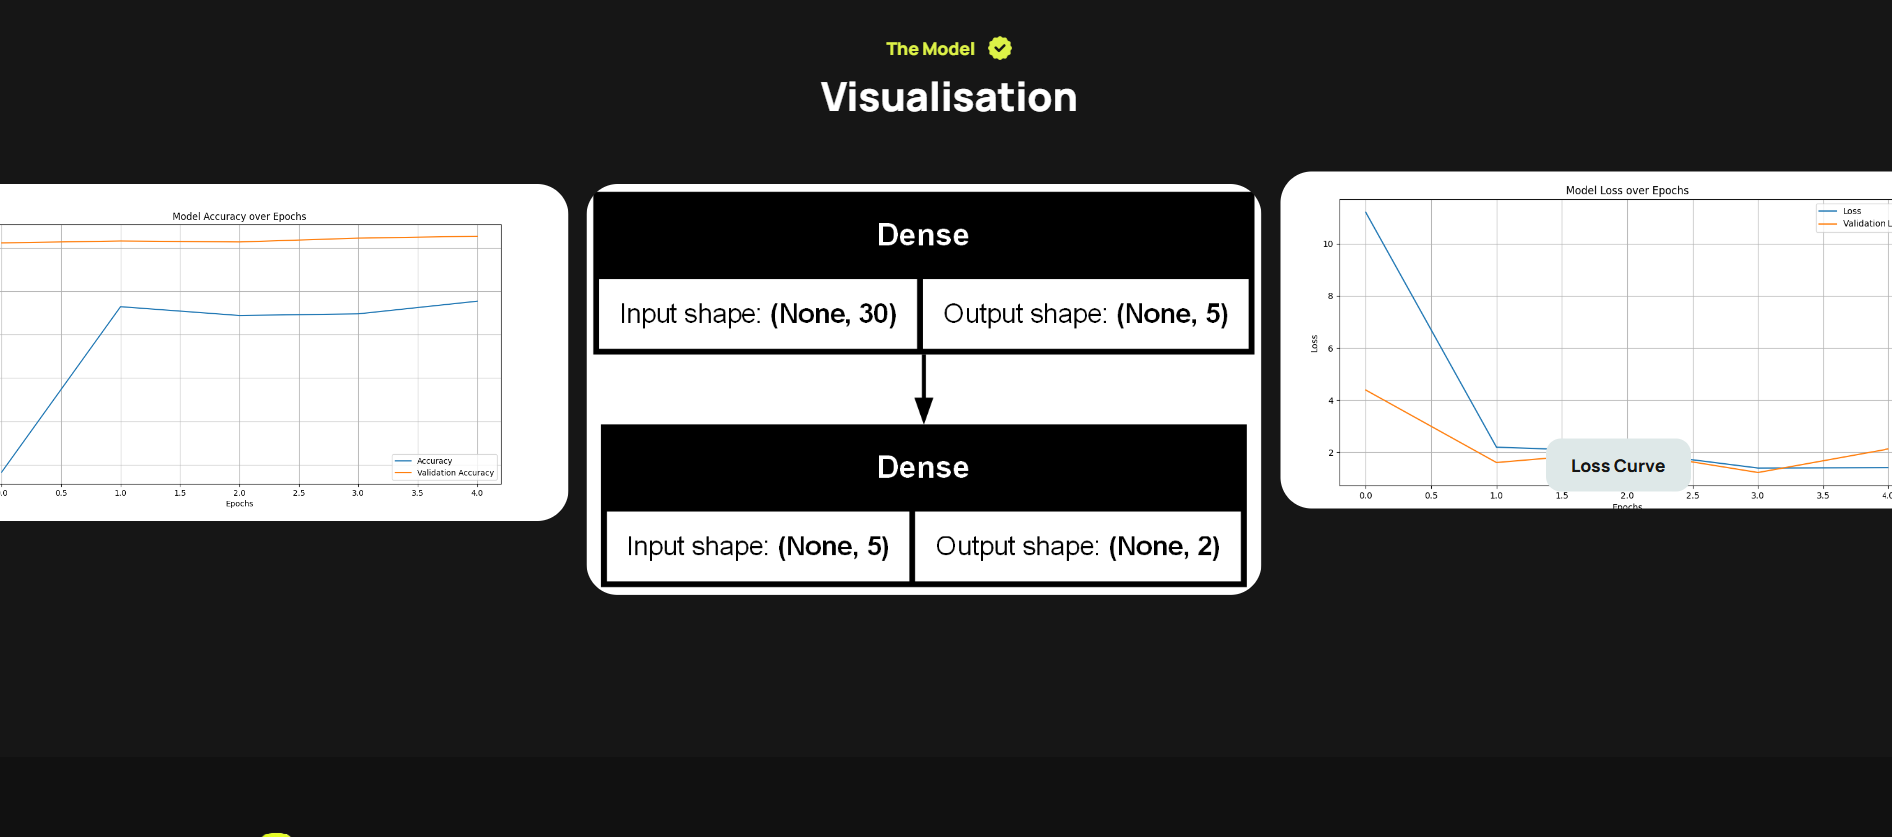 The Model
Visualisation
Model Accuracy over Epochs
Accuracy
Validation Accuracy
0.5 1.0 1.5 2.0 2.5 3.0 3.5 4.0
Epochs
Dense
Input shape: (None, 30) Output shape: (None, 5)
Dense
Input shape: (None, 5) Output shape: (None, 2)
Model Loss over Epochs
Loss
Validation L
10
8
6
4
2
Loss
Loss Curve
0.0 0.5 1.0 1.5 2.0 2.5 3.0 3.5 4.0
Epochs